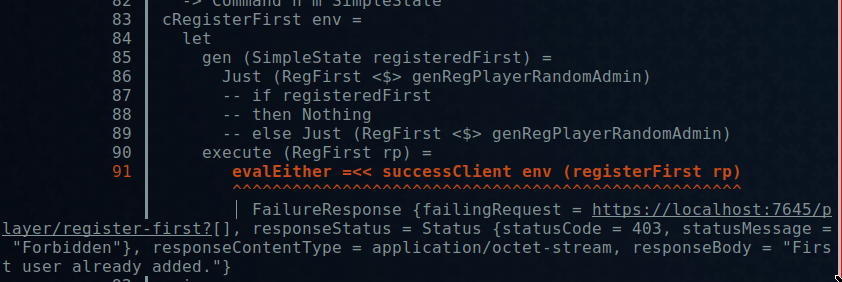 82 -> Command n m SimpleState
83 cRegisterFirst env =
84 let
85 gen (SimpleState registeredFirst) =
86 Just (RegFirst <$> genRegPlayerRandomAdmin)
87 -- if registeredFirst
88 -- then Nothing
89 -- else Just (RegFirst <$> genRegPlayerRandomAdmin)
90 execute (RegFirst rp) =
91 evalEither =<< successClient env (registerFirst rp)
^^^^^^^^^^^^^^^^^^^^^^^^^^^^^^^^^^^^^^^^^^^^^^^^^^^
│ FailureResponse {failingRequest = https://localhost:7645/p
layer/register-first?[], responseStatus = Status {statusCode = 403, statusMessage =
"Forbidden"}, responseContentType = application/octet-stream, responseBody = "Firs
t user already added."}